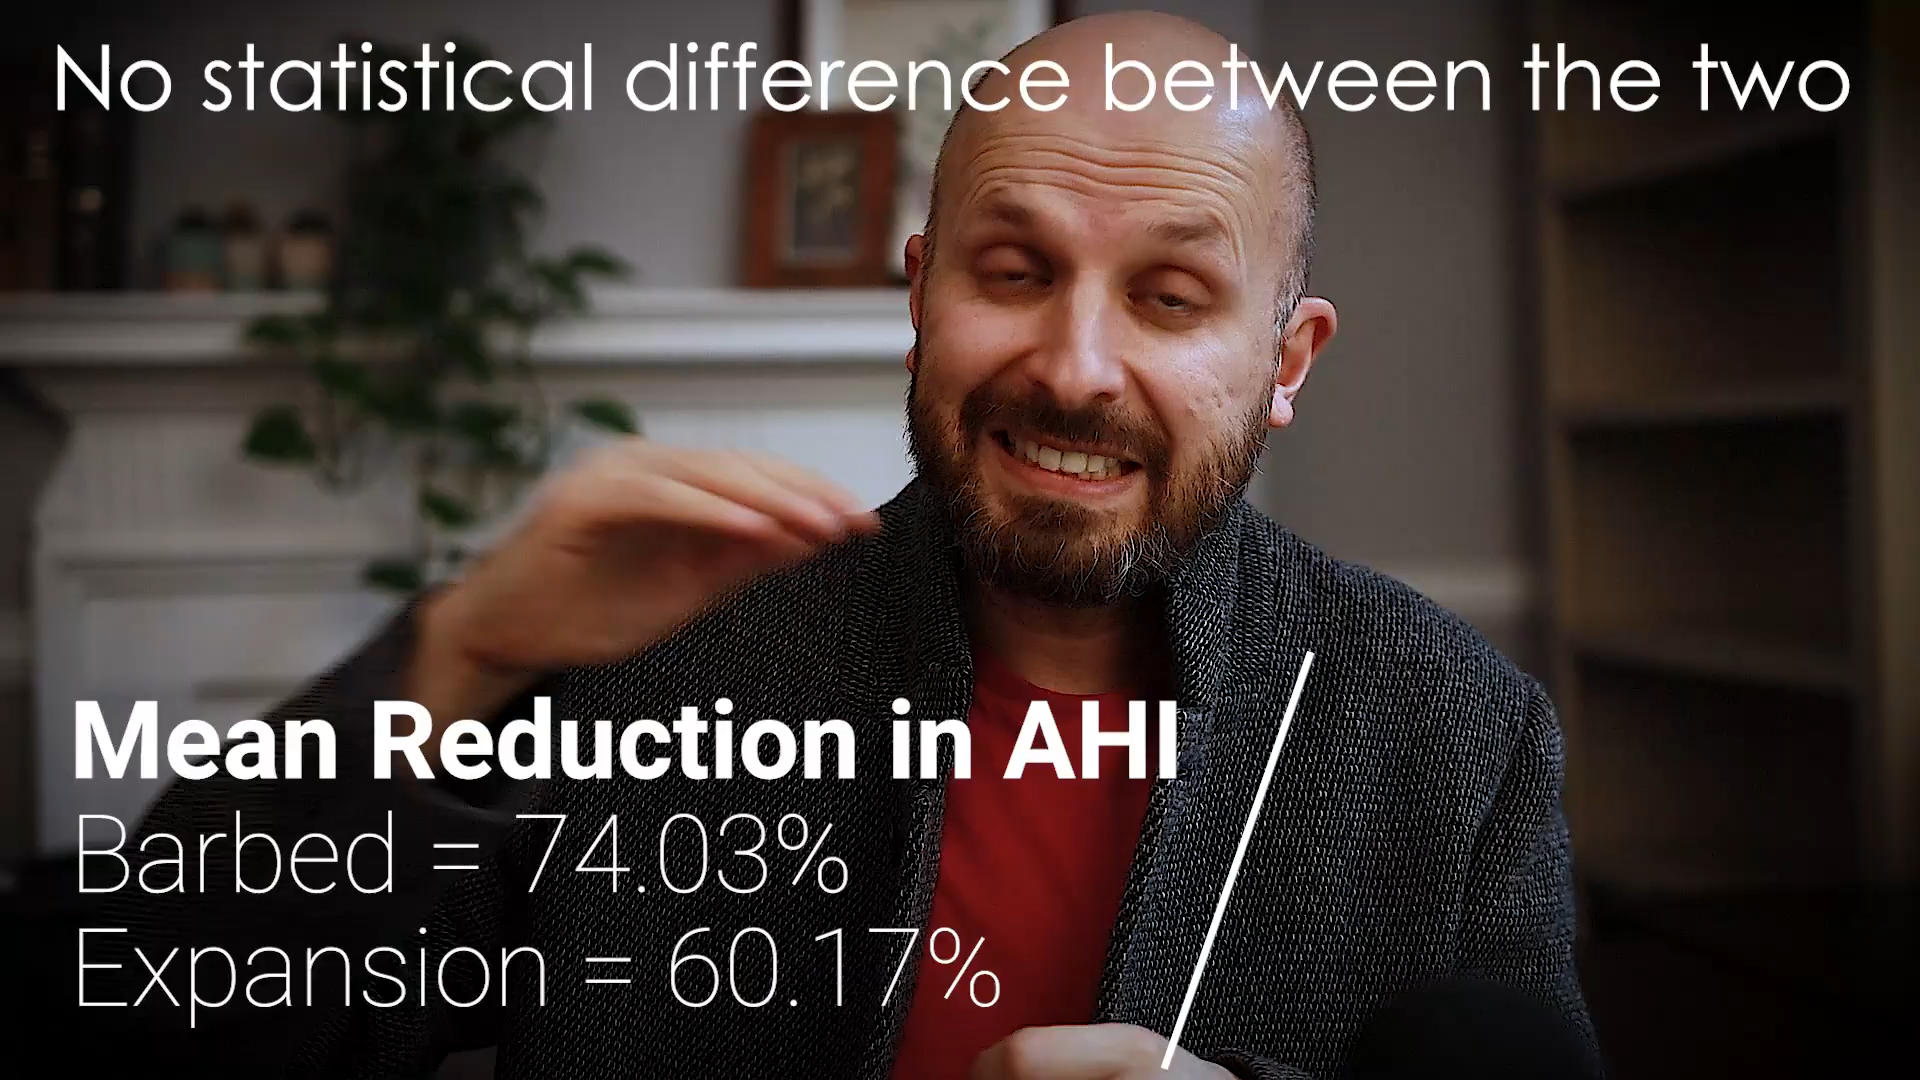 No statistical difference between the two
Mean Reduction in AHI
Barbed = 74.03%
Expansion = 60.17%